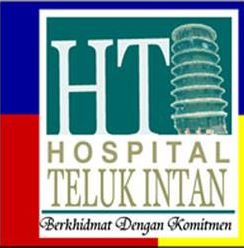 HTI
HOSPITAL
TELUK INTAN
Berkhidmat Dengan Komitmen